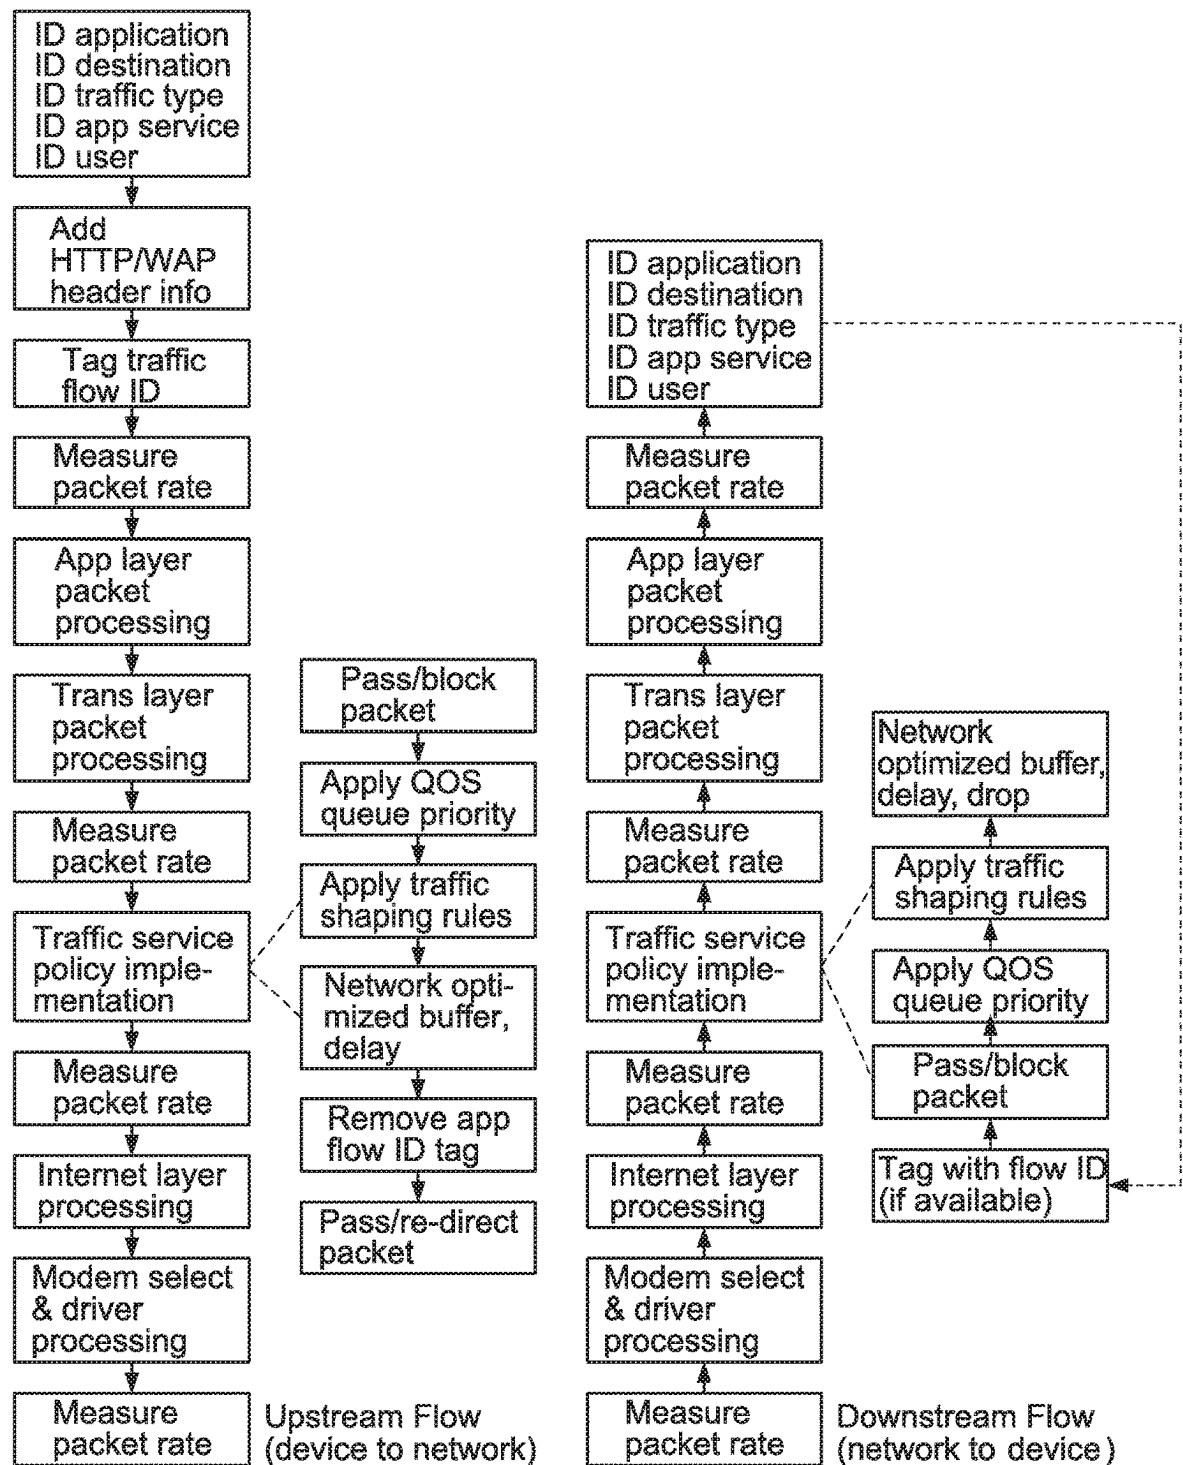 ID application
ID destination
ID traffic type
ID app service
ID user
Add
HTTP/WAP
header info
Tag traffic
flow ID
Measure
packet rate
App layer
packet
processing
Trans layer
packet
processing
Measure
packet rate
Traffic service
policy imple-
mentation
Measure
packet rate
Internet layer
processing
Modem select
& driver
processing
Measure
packet rate
Upstream Flow
(device to network)
Pass/block
packet
Apply QOS
queue priority
Apply traffic
shaping rules
Network opti-
mized buffer,
delay
Remove app
flow ID tag
Pass/re-direct
packet
ID application
ID destination
ID traffic type
ID app service
ID user
Measure
packet rate
App layer
packet
processing
Trans layer
packet
processing
Measure
packet rate
Traffic service
policy imple-
mentation
Measure
packet rate
Internet layer
processing
Modem select
& driver
processing
Measure
packet rate
Downstream Flow
(network to device)
Network
optimized buffer,
delay, drop
Apply traffic
shaping rules
Apply QOS
queue priority
Pass/block
packet
Tag with flow ID
(if available)